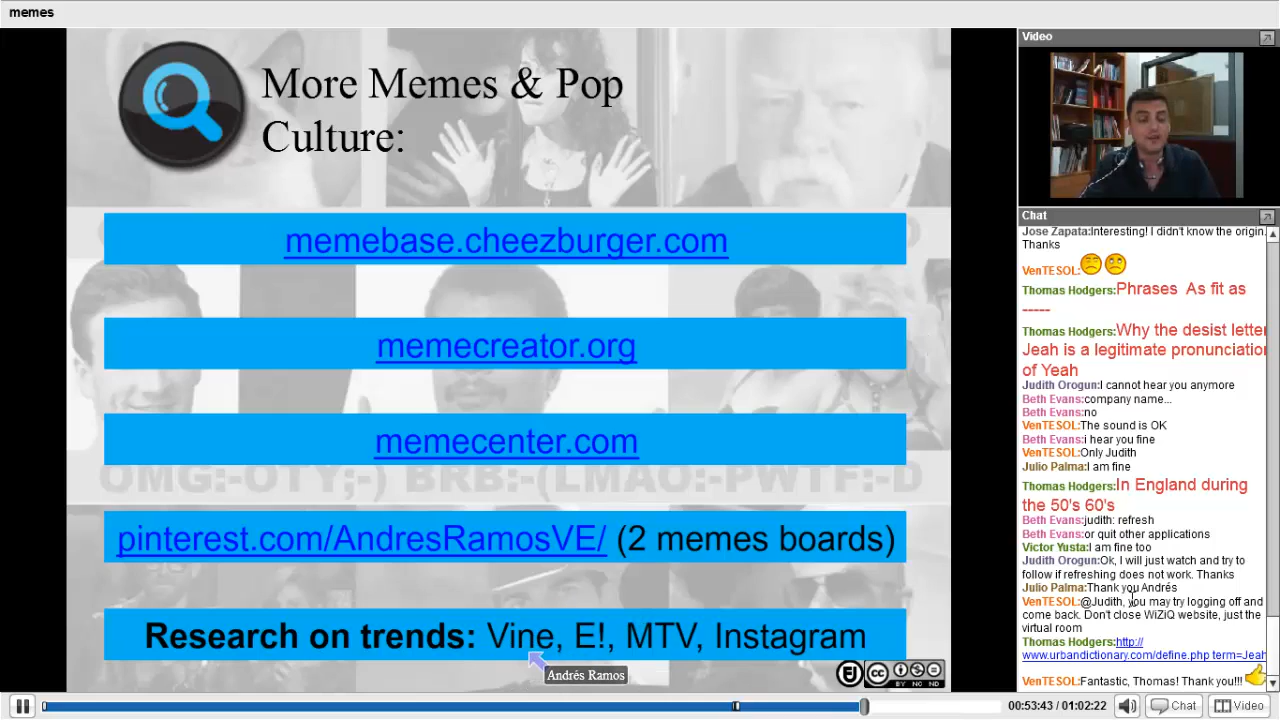 memes
More Memes & Pop
Culture:
memebase.cheezburger.com
memecreator.org
memecenter.com
OMG:-OTY;-) BRB:-(LMAO:-PWTF:-D
pinterest.com/AndresRamosVE/ (2 memes boards)
Research on trends: Vine, E!, MTV, Instagram
Andrés Ramos
cc
BY NC ND
Video
Chat
Jose Zapata:Interesting! I didn't know the origin.
Thanks
VenTESOL:
Thomas Hodgers:Phrases As fit as
-----
Thomas Hodgers:Why the desist letter
Jeah is a legitimate pronunciation
of Yeah
Judith Orogun:I cannot hear you anymore
Beth Evans:company name...
Beth Evans:no
VenTESOL:The sound is OK
Beth Evans:i hear you fine
VenTESOL:Only Judith
Julio Palma:I am fine
Thomas Hodgers:In England during
the 50's 60's
Beth Evans:judith: refresh
Beth Evans:or quit other applications
Victor Yusta:I am fine too
Judith Orogun:Ok, I will just watch and try to
follow if refreshing does not work. Thanks
Julio Palma:Thank you Andrés
VenTESOL:@Judith, you may try logging off and
come back. Don't close WiZiQ website, just the
virtual room
Thomas Hodgers:http://
www.urbandictionary.com/define.php term=Jeah
VenTESOL:Fantastic, Thomas! Thank you!!!
00:53:43 / 01:02:22
Chat
Video